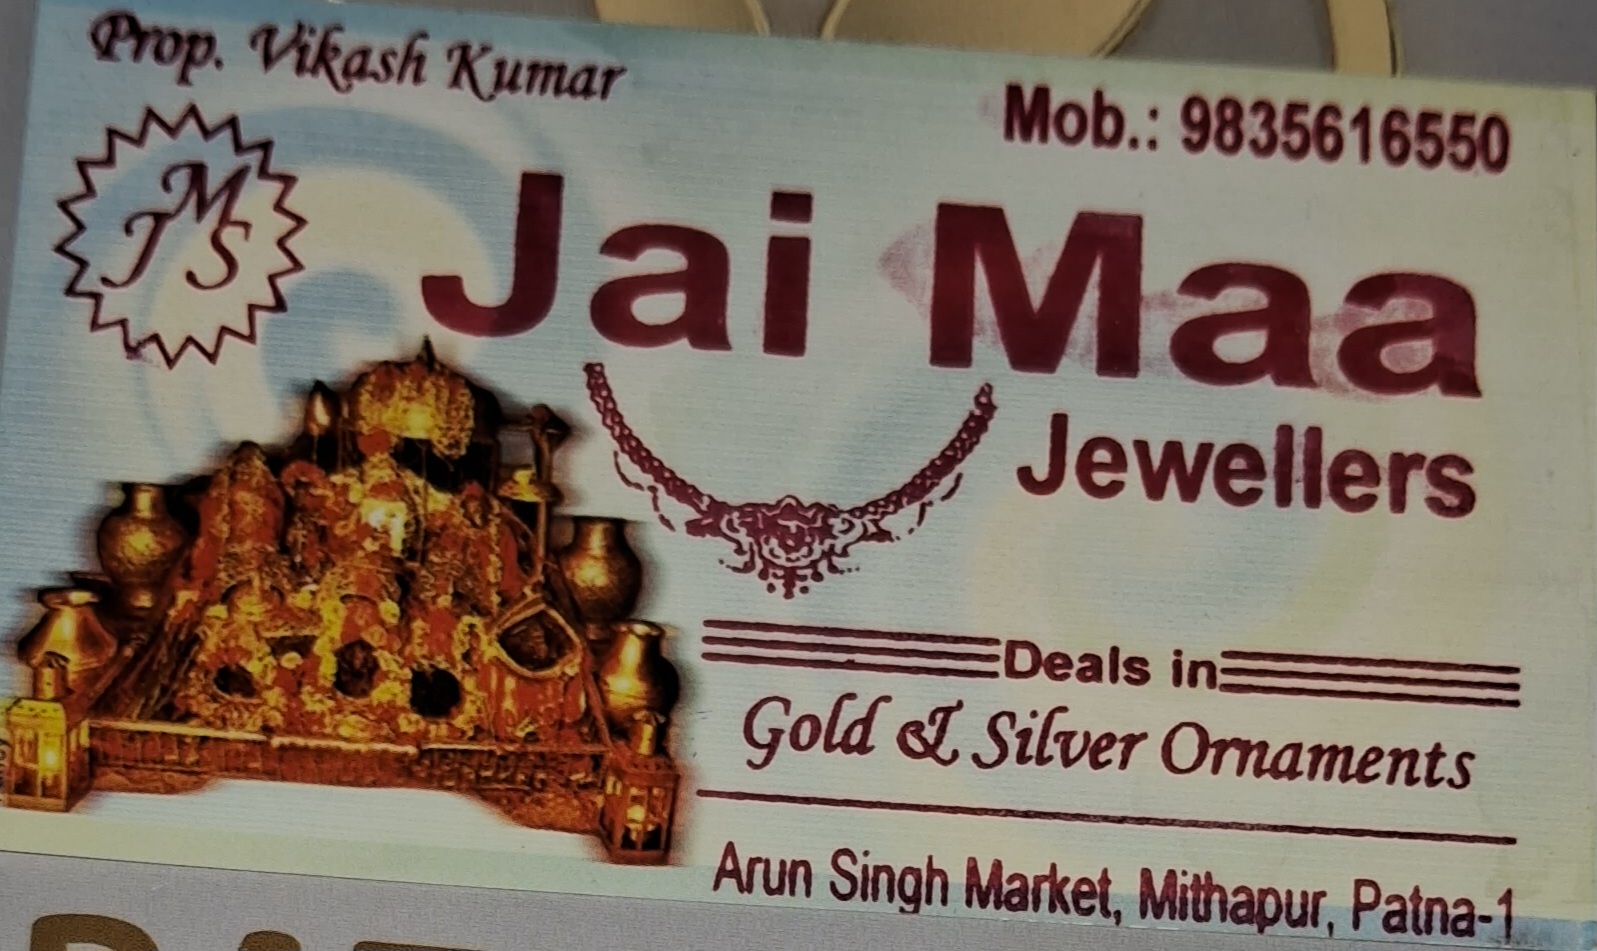 Prop. Vikash Kumar
Mob.: 9835616550
JMS
Jai Maa
Jewellers
Deals in
Gold & Silver Ornaments
Arun Singh Market, Mithapur, Patna-1